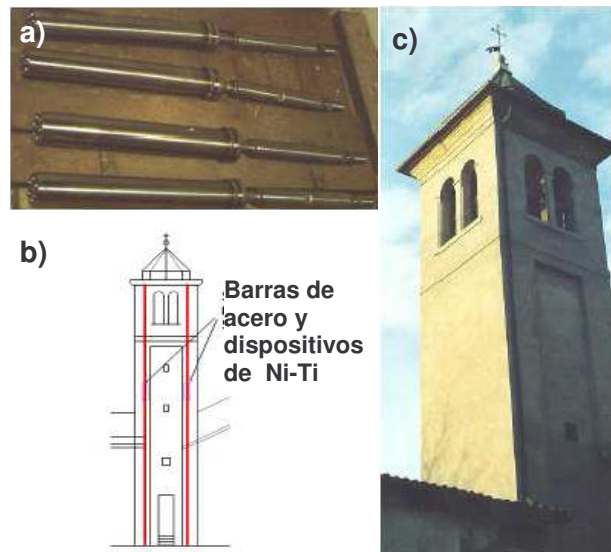 a)
b)
Barras de
acero y
dispositivos
de Ni-Ti
c)